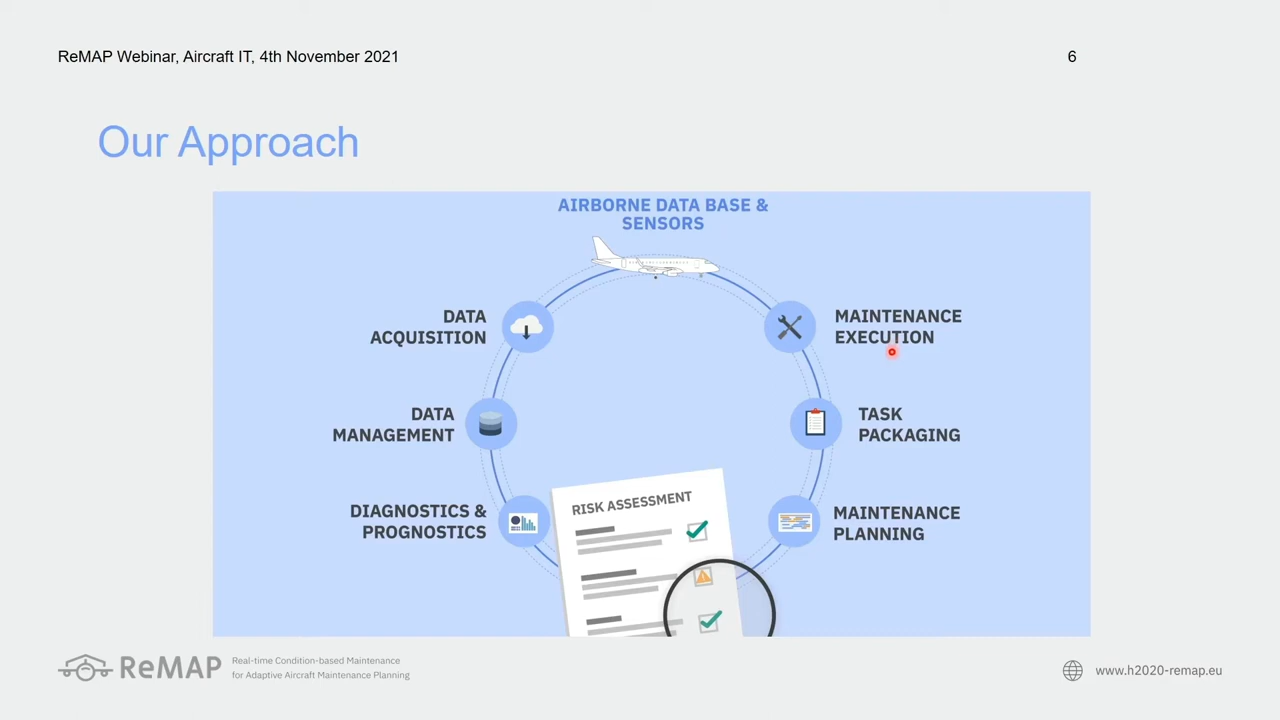 ReMAP Webinar, Aircraft IT, 4th November 2021
6
Our Approach
AIRBORNE DATA BASE &
SENSORS
DATA
ACQUISITION
MAINTENANCE
EXECUTION
DATA
MANAGEMENT
TASK
PACKAGING
DIAGNOSTICS &
PROGNOSTICS
RISK ASSESSMENT
MAINTENANCE
PLANNING
ReMAP
Real-time Condition-based Maintenance
for Adaptive Aircraft Maintenance Planning
www.h2020-remap.eu